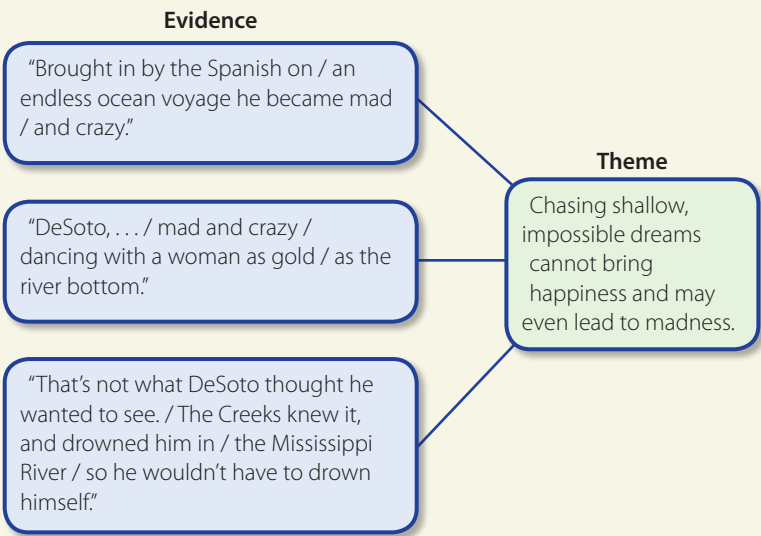 Evidence
“Brought in by the Spanish on / an
endless ocean voyage he became mad
/ and crazy.”
“DeSoto, . . . / mad and crazy /
dancing with a woman as gold / as the
river bottom.”
“That’s not what DeSoto thought he
wanted to see. / The Creeks knew it,
and drowned him in / the Mississippi
River / so he wouldn’t have to drown
himself.”
Theme
Chasing shallow,
impossible dreams
cannot bring
happiness and may
even lead to madness.